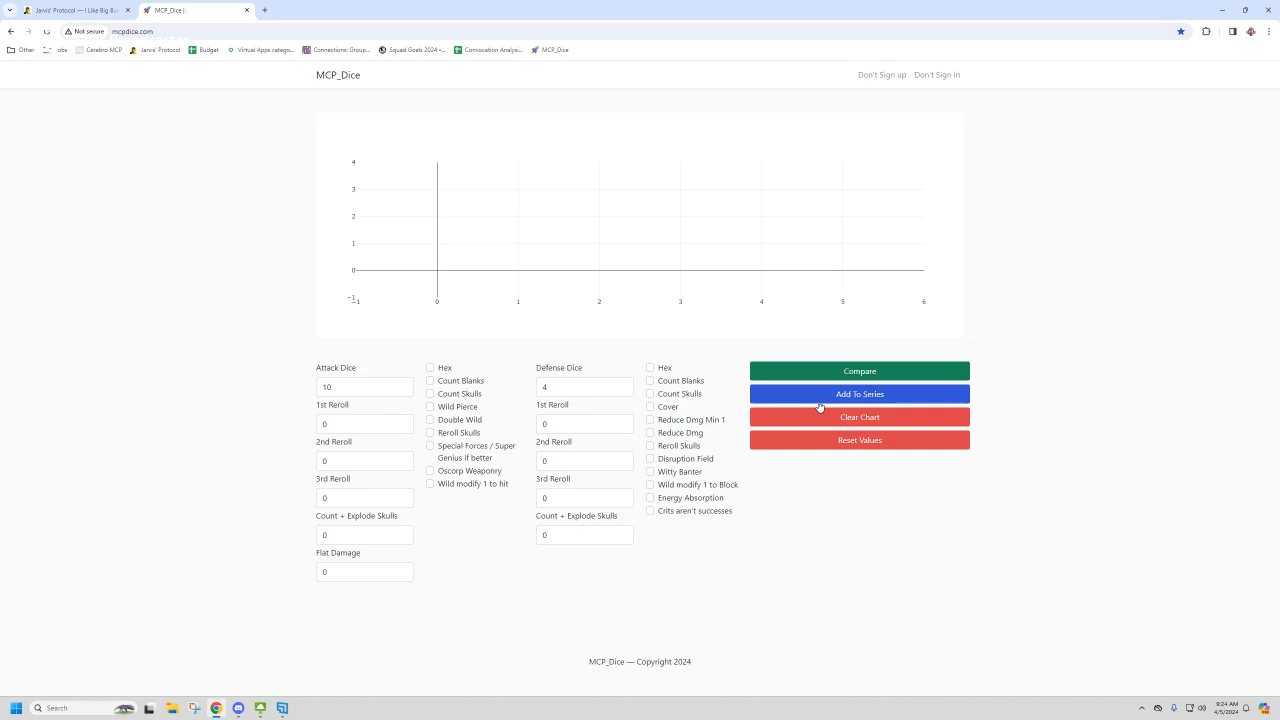 Jarvis' Protocol — I Like Big Bu
MCP_Dice |
Not secure mcpdice.com
Other
obs
Cerebro MCP
Jarvis' Protocol
Budget
Virtual Apps catego...
Connections: Group...
Squad Goals 2024 •...
Convocation Analysi...
MCP_Dice
MCP_Dice
Don't Sign up Don't Sign in
4
3
2
1
0
−1
−1 0 1 2 3 4 5 6
Attack Dice
10
1st Reroll
0
2nd Reroll
0
3rd Reroll
0
Count + Explode Skulls
0
Flat Damage
0
Hex
Count Blanks
Count Skulls
Wild Pierce
Double Wild
Reroll Skulls
Special Forces / Super
Genius if better
Oscorp Weaponry
Wild modify 1 to hit
Defense Dice
4
1st Reroll
0
2nd Reroll
0
3rd Reroll
0
Count + Explode Skulls
0
Hex
Count Blanks
Count Skulls
Cover
Reduce Dmg Min 1
Reduce Dmg
Reroll Skulls
Disruption Field
Witty Banter
Wild modify 1 to Block
Energy Absorption
Crits aren't successes
Compare
Add To Series
Clear Chart
Reset Values
MCP_Dice — Copyright 2024
Search
9:24 AM
4/5/2024